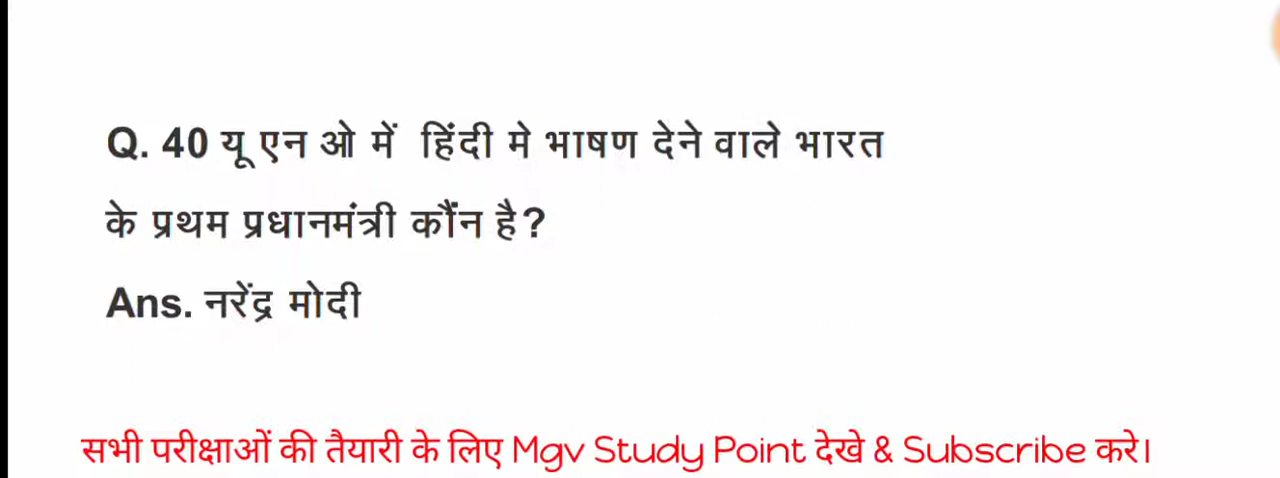 Q. 40 यू एन ओ में हिंदी मे भाषण देने वाले भारत
के प्रथम प्रधानमंत्री कौंन है?
Ans. नरेंद्र मोदी
सभी परीक्षाओं की तैयारी के लिए Mgv Study Point देखे & Subscribe करे।